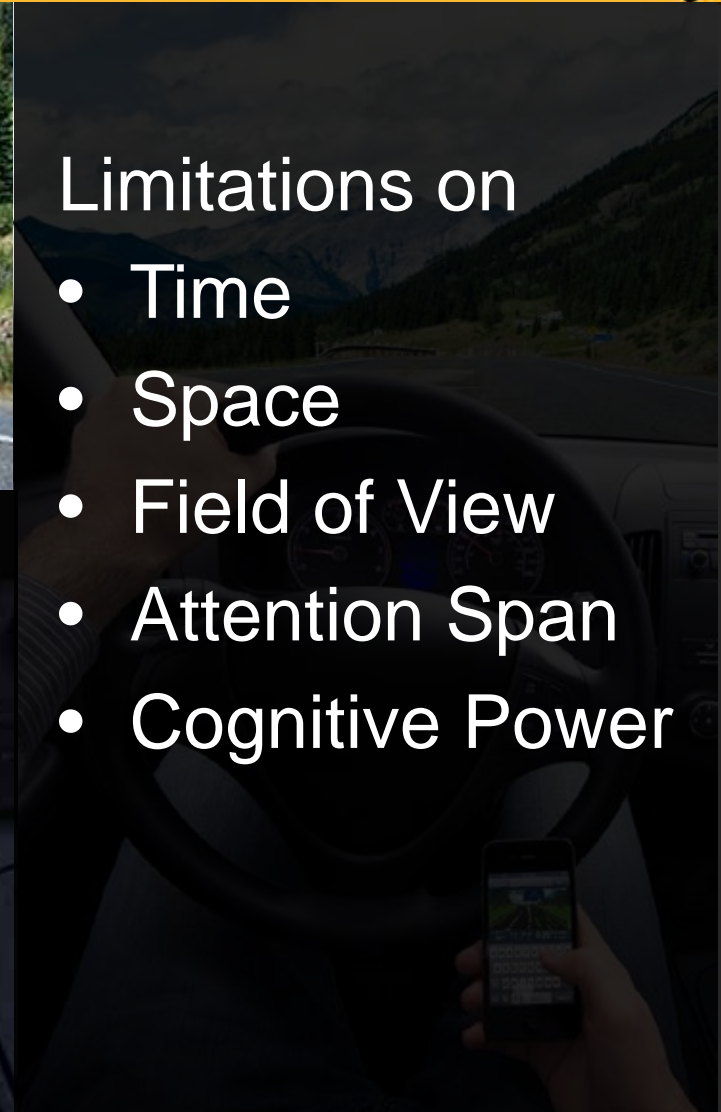 Limitations on
• Time
• Space
• Field of View
• Attention Span
• Cognitive Power